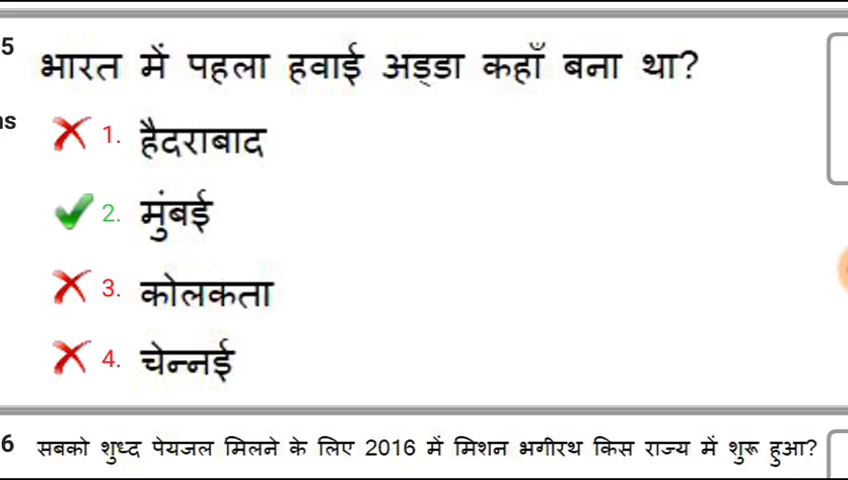 5 भारत में पहला हवाई अड्डा कहाँ बना था?
1. हैदराबाद
2. मुंबई
3. कोलकता
4. चेन्नई
6 सबको शुध्द पेयजल मिलने के लिए 2016 में मिशन भगीरथ किस राज्य में शुरू हुआ?